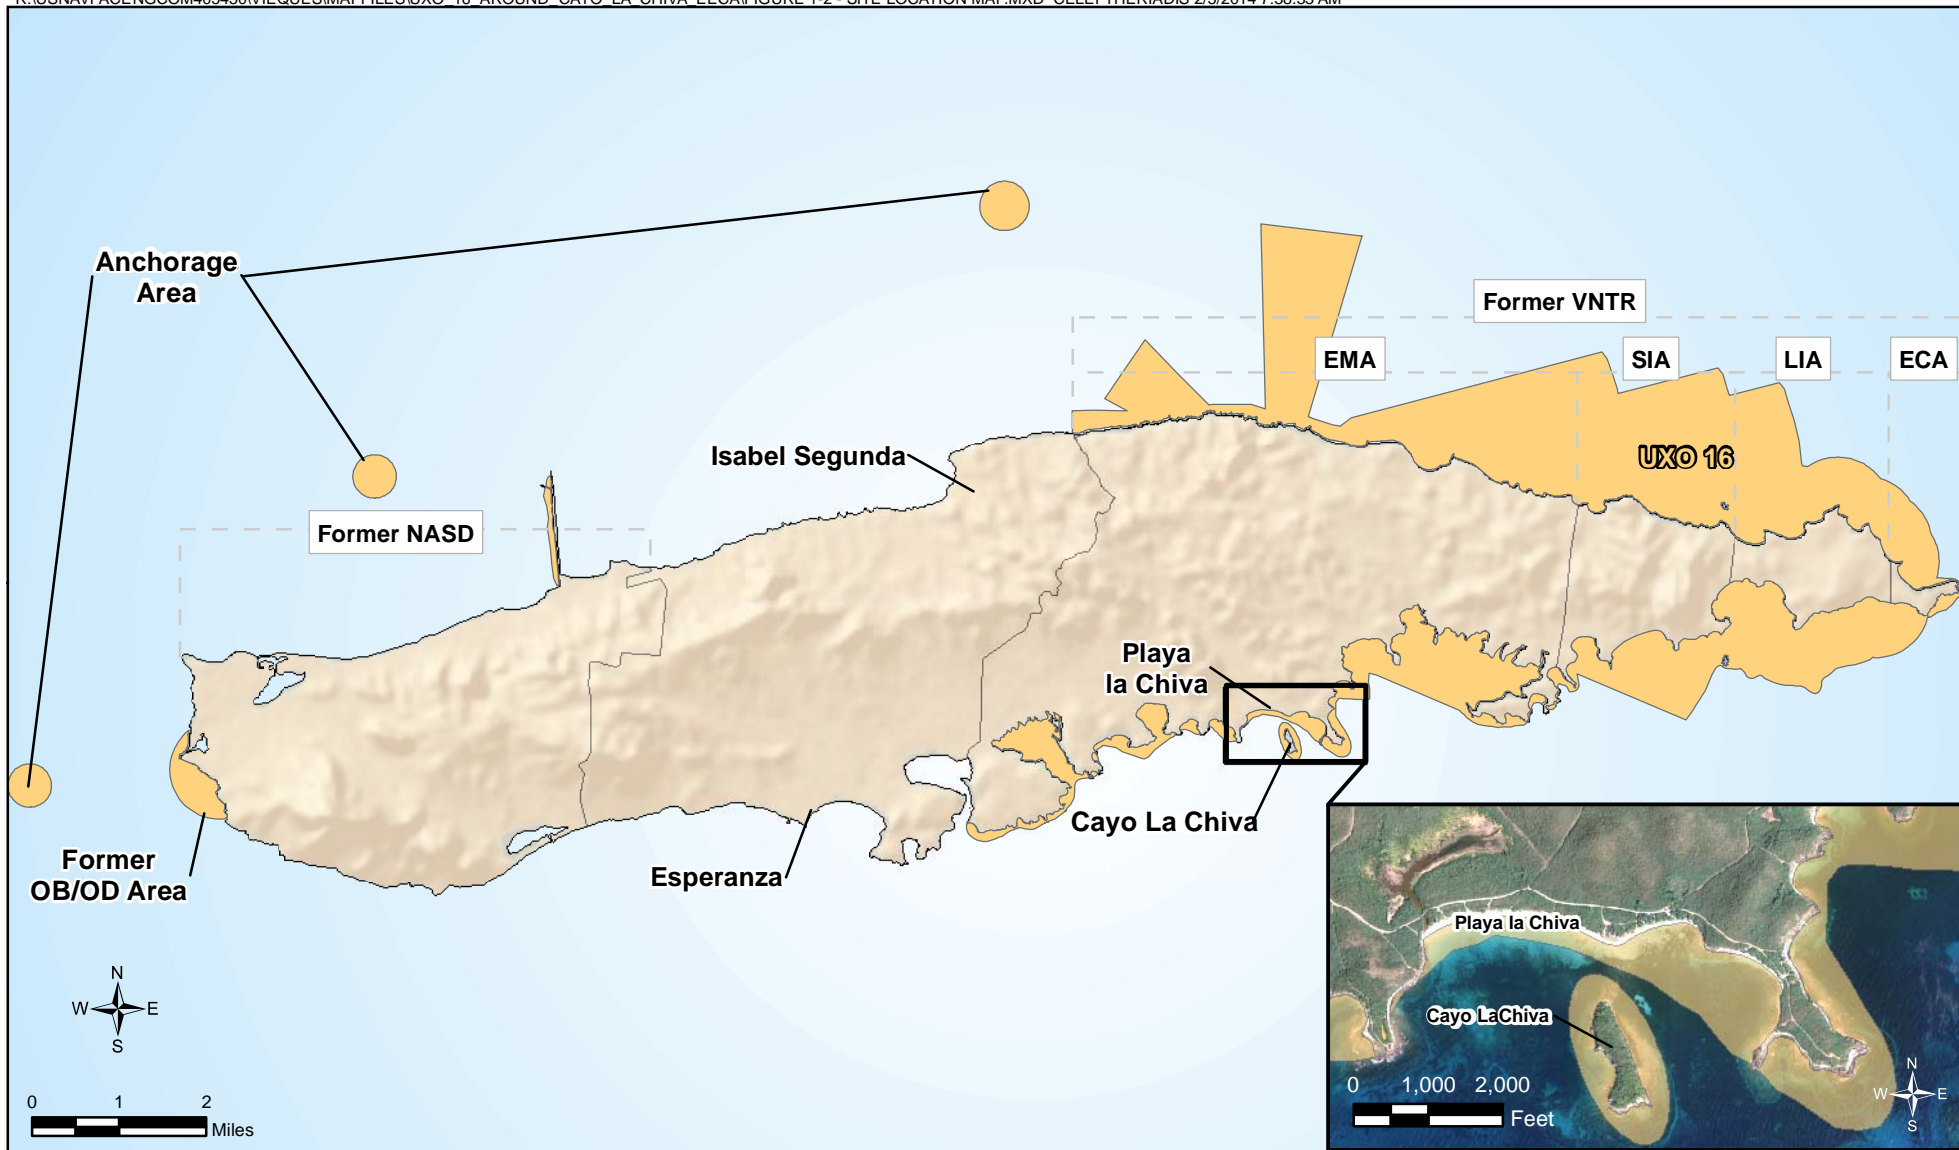 Anchorage
Area
Former VNTR
EMA
SIA
LIA
ECA
UXO 16
Isabel Segunda
Former NASD
Playa
la Chiva
Cayo La Chiva
Esperanza
Former
OB/OD Area
N
W E
S
0 1 2
Miles
Playa la Chiva
Cayo LaChiva
0 1,000 2,000
Feet
N
W E
S